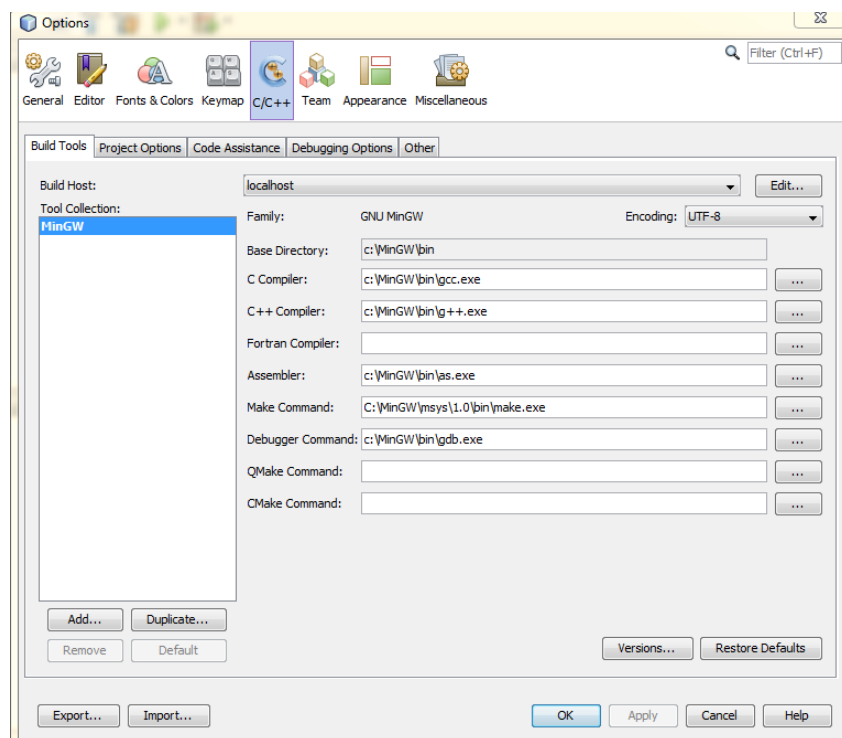 Options
Filter (Ctrl+F)
General Editor Fonts & Colors Keymap C/C++ Team Appearance Miscellaneous
Build Tools Project Options Code Assistance Debugging Options Other
Build Host: localhost Edit...
Tool Collection:
MinGW
Family: GNU MinGW Encoding: UTF-8
Base Directory: c:\MinGW\bin
C Compiler: c:\MinGW\bin\gcc.exe ...
C++ Compiler: c:\MinGW\bin\g++.exe ...
Fortran Compiler: ...
Assembler: c:\MinGW\bin\as.exe ...
Make Command: C:\MinGW\msys\1.0\bin\make.exe ...
Debugger Command: c:\MinGW\bin\gdb.exe ...
QMake Command: ...
CMake Command: ...
Add... Duplicate...
Remove Default
Versions... Restore Defaults
Export... Import... OK Apply Cancel Help